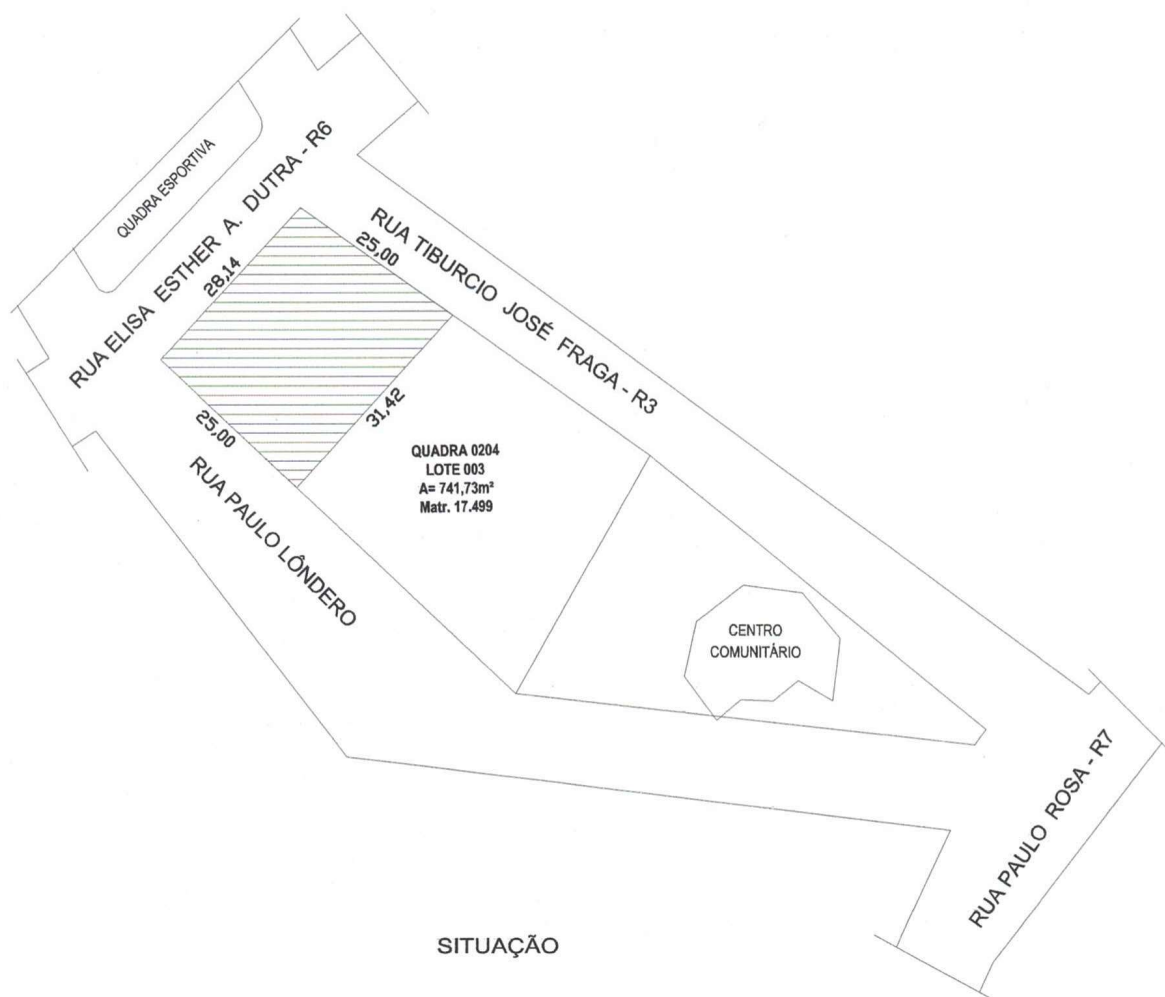 QUADRA ESPORTIVA
RUA ELISA ESTHER A. DUTRA - R6
28,14
25,00
RUA TIBURCIO JOSÉ FRAGA - R3
31,42
25,00
RUA PAULO LÔNDERO
QUADRA 0204
LOTE 003
A= 741,73m²
Matr. 17.499
CENTRO
COMUNITÁRIO
RUA PAULO ROSA - R7
SITUAÇÃO